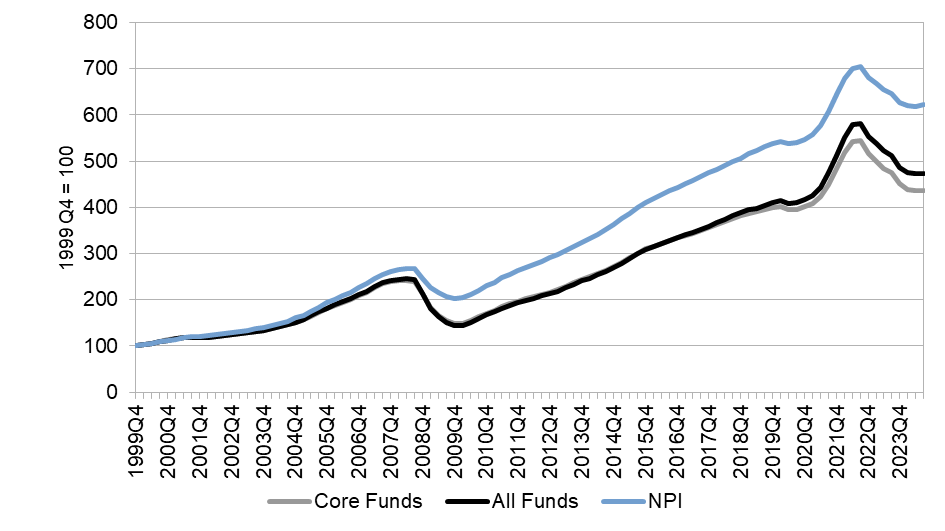 800
700
600
500
400
300
200
100
0
1999 Q4 = 100
1999Q4
2000Q4
2001Q4
2002Q4
2003Q4
2004Q4
2005Q4
2006Q4
2007Q4
2008Q4
2009Q4
2010Q4
2011Q4
2012Q4
2013Q4
2014Q4
2015Q4
2016Q4
2017Q4
2018Q4
2019Q4
2020Q4
2021Q4
2022Q4
2023Q4
Core Funds All Funds NPI